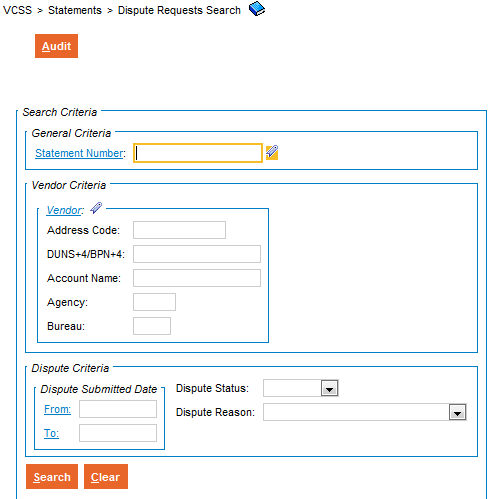 VCSS > Statements > Dispute Requests Search
Audit
Search Criteria
General Criteria
Statement Number:
Vendor Criteria
Vendor:
Address Code:
DUNS+4/BPN+4:
Account Name:
Agency:
Bureau:
Dispute Criteria
Dispute Submitted Date
From:
To:
Dispute Status:
Dispute Reason:
Search Clear